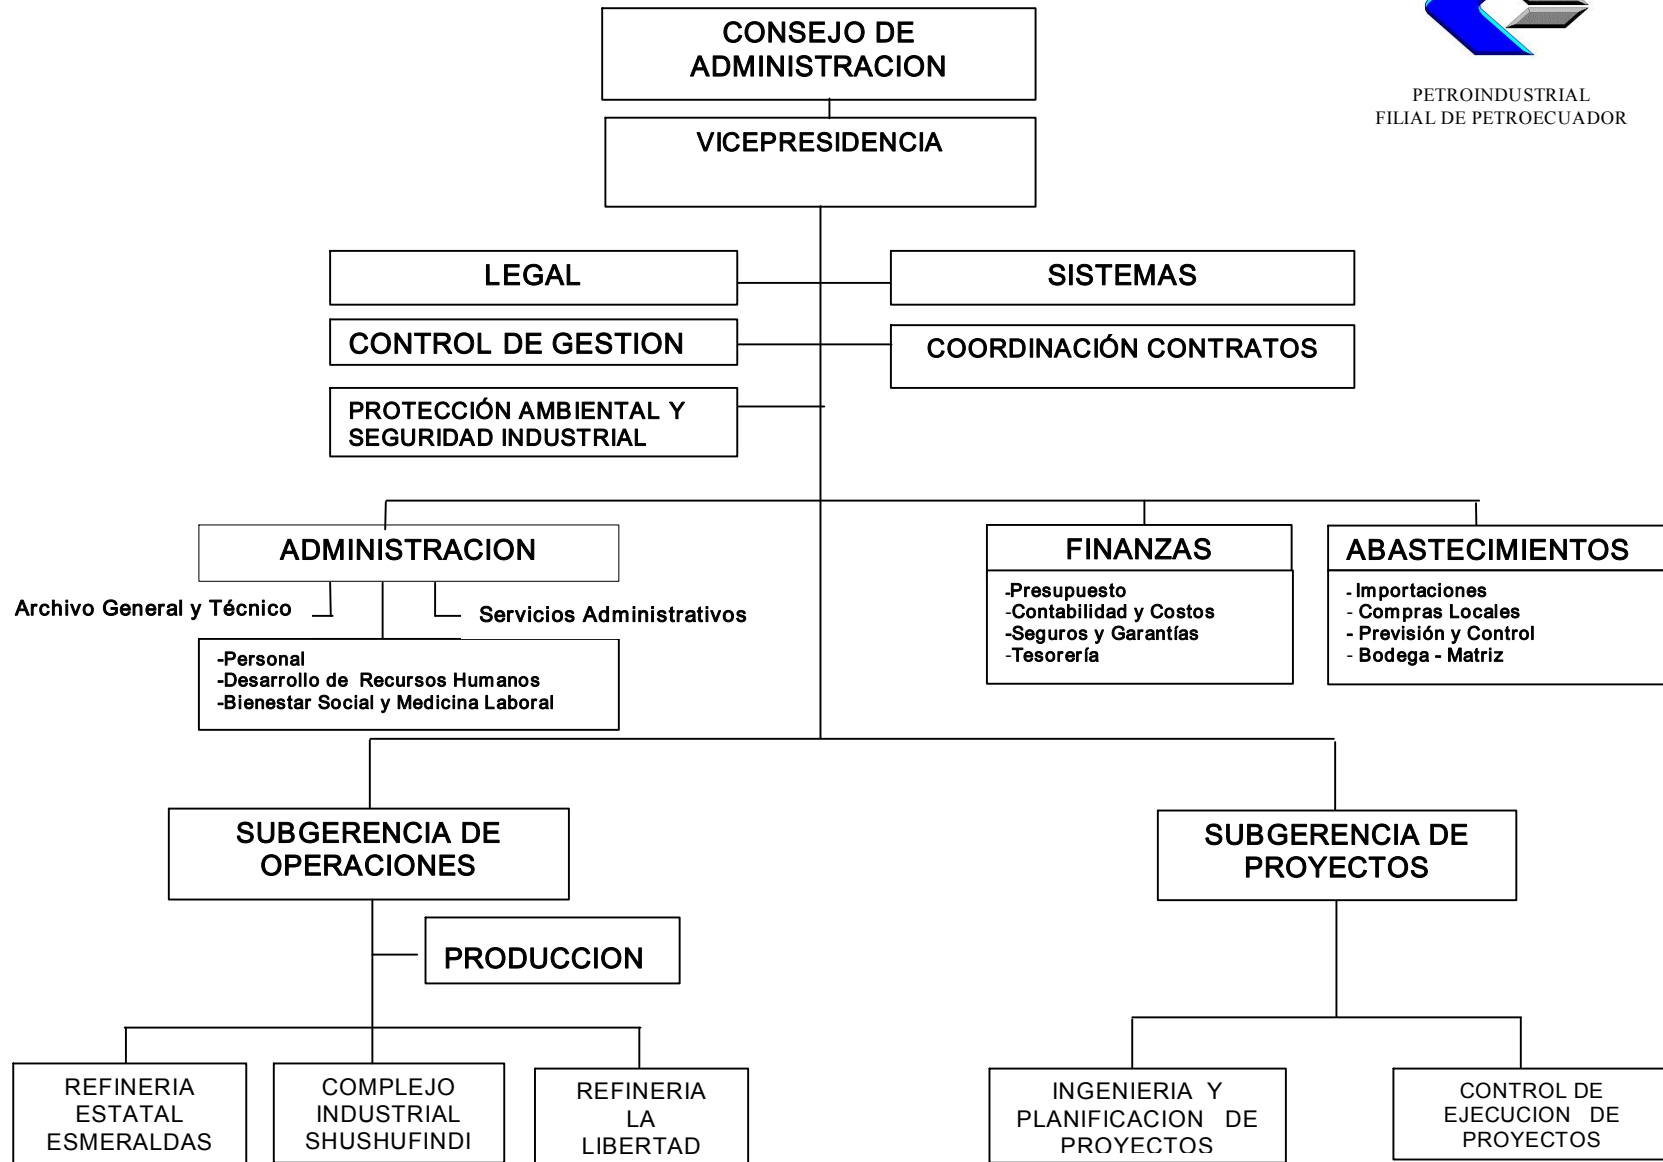 CONSEJO DE
ADMINISTRACION
PETROINDUSTRIAL
FILIAL DE PETROECUADOR
VICEPRESIDENCIA
LEGAL
SISTEMAS
CONTROL DE GESTION
COORDINACIÓN CONTRATOS
PROTECCIÓN AMBIENTAL Y
SEGURIDAD INDUSTRIAL
ADMINISTRACION
Archivo General y Técnico
Servicios Administrativos
-Personal
-Desarrollo de Recursos Humanos
-Bienestar Social y Medicina Laboral
FINANZAS
-Presupuesto
-Contabilidad y Costos
-Seguros y Garantías
-Tesorería
ABASTECIMIENTOS
- Importaciones
- Compras Locales
- Previsión y Control
- Bodega - Matriz
SUBGERENCIA DE
OPERACIONES
SUBGERENCIA DE
PROYECTOS
PRODUCCION
REFINERIA
ESTATAL
ESMERALDAS
COMPLEJO
INDUSTRIAL
SHUSHUFINDI
REFINERIA
LA
LIBERTAD
INGENIERIA Y
PLANIFICACION DE
PROYECTOS
CONTROL DE
EJECUCION DE
PROYECTOS